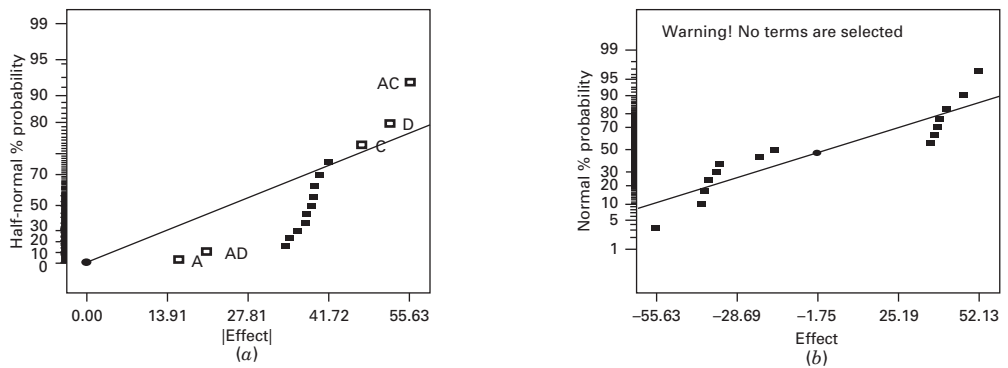 99
95
90
80
70
50
30
20
10
0
Half-normal % probability
AC
D
C
A
AD
0.00 13.91 27.81 41.72 55.63
|Effect|
(a)
Warning! No terms are selected
99
95
90
80
70
50
30
20
10
5
1
Normal % probability
−55.63 −28.69 −1.75 25.19 52.13
Effect
(b)